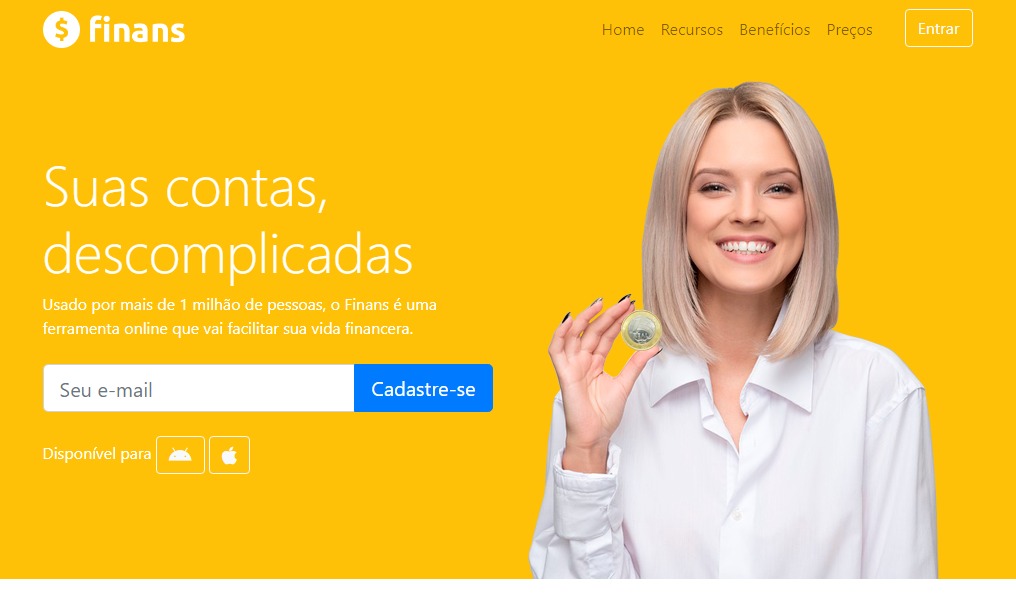 $ finans
Home Recursos Benefícios Preços Entrar
Suas contas,
descomplicadas
Usado por mais de 1 milhão de pessoas, o Finans é uma
ferramenta online que vai facilitar sua vida financera.
Seu e-mail Cadastre-se
Disponível para